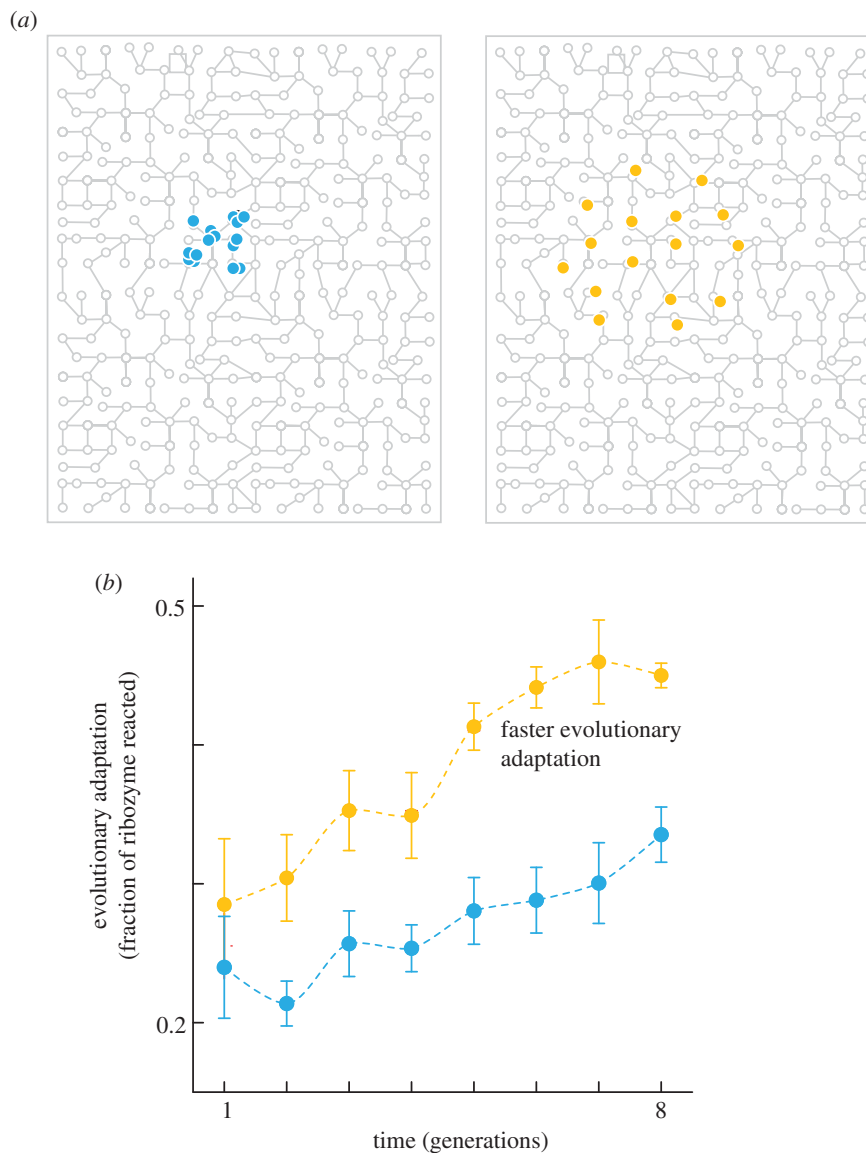 (a)
(b)
0.5
faster evolutionary
adaptation
evolutionary adaptation
(fraction of ribozyme reacted)
0.2
1
8
time (generations)